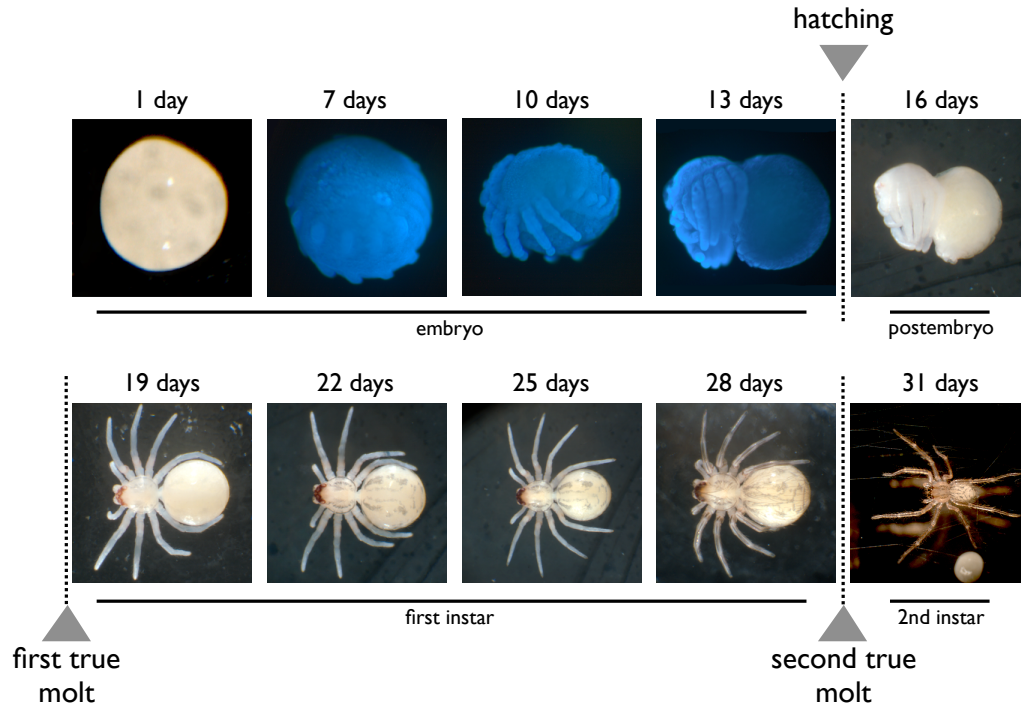 hatching
1 day
7 days
10 days
13 days
16 days
embryo
postembryo
19 days
22 days
25 days
28 days
31 days
first instar
2nd instar
first true
molt
second true
molt